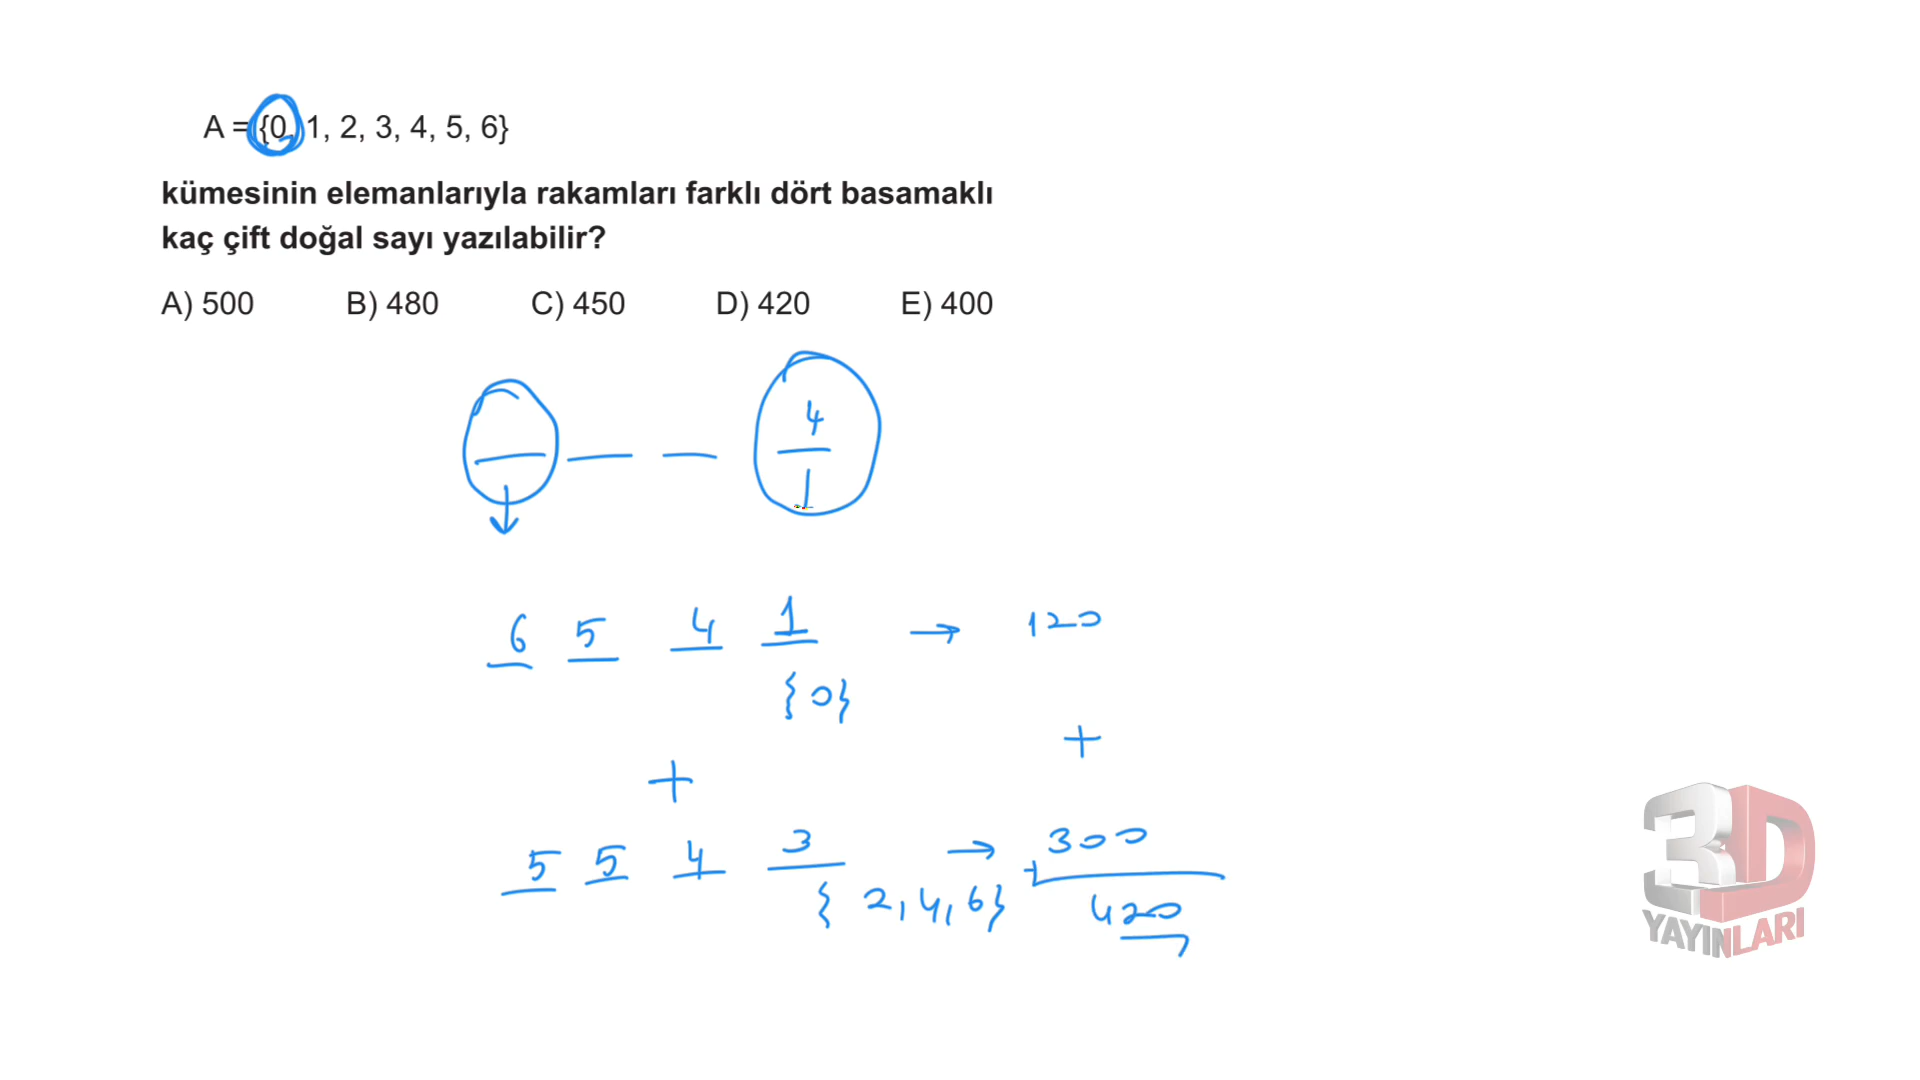 A = {0, 1, 2, 3, 4, 5, 6}
kümesinin elemanlarıyla rakamları farklı dört basamaklı
kaç çift doğal sayı yazılabilir?
A) 500 B) 480 C) 450 D) 420 E) 400
4
6 5 4 1 → 120
{0}
+ +
5 5 4 3 → 300
{2,4,6} +
420
3D
YAYINLARI